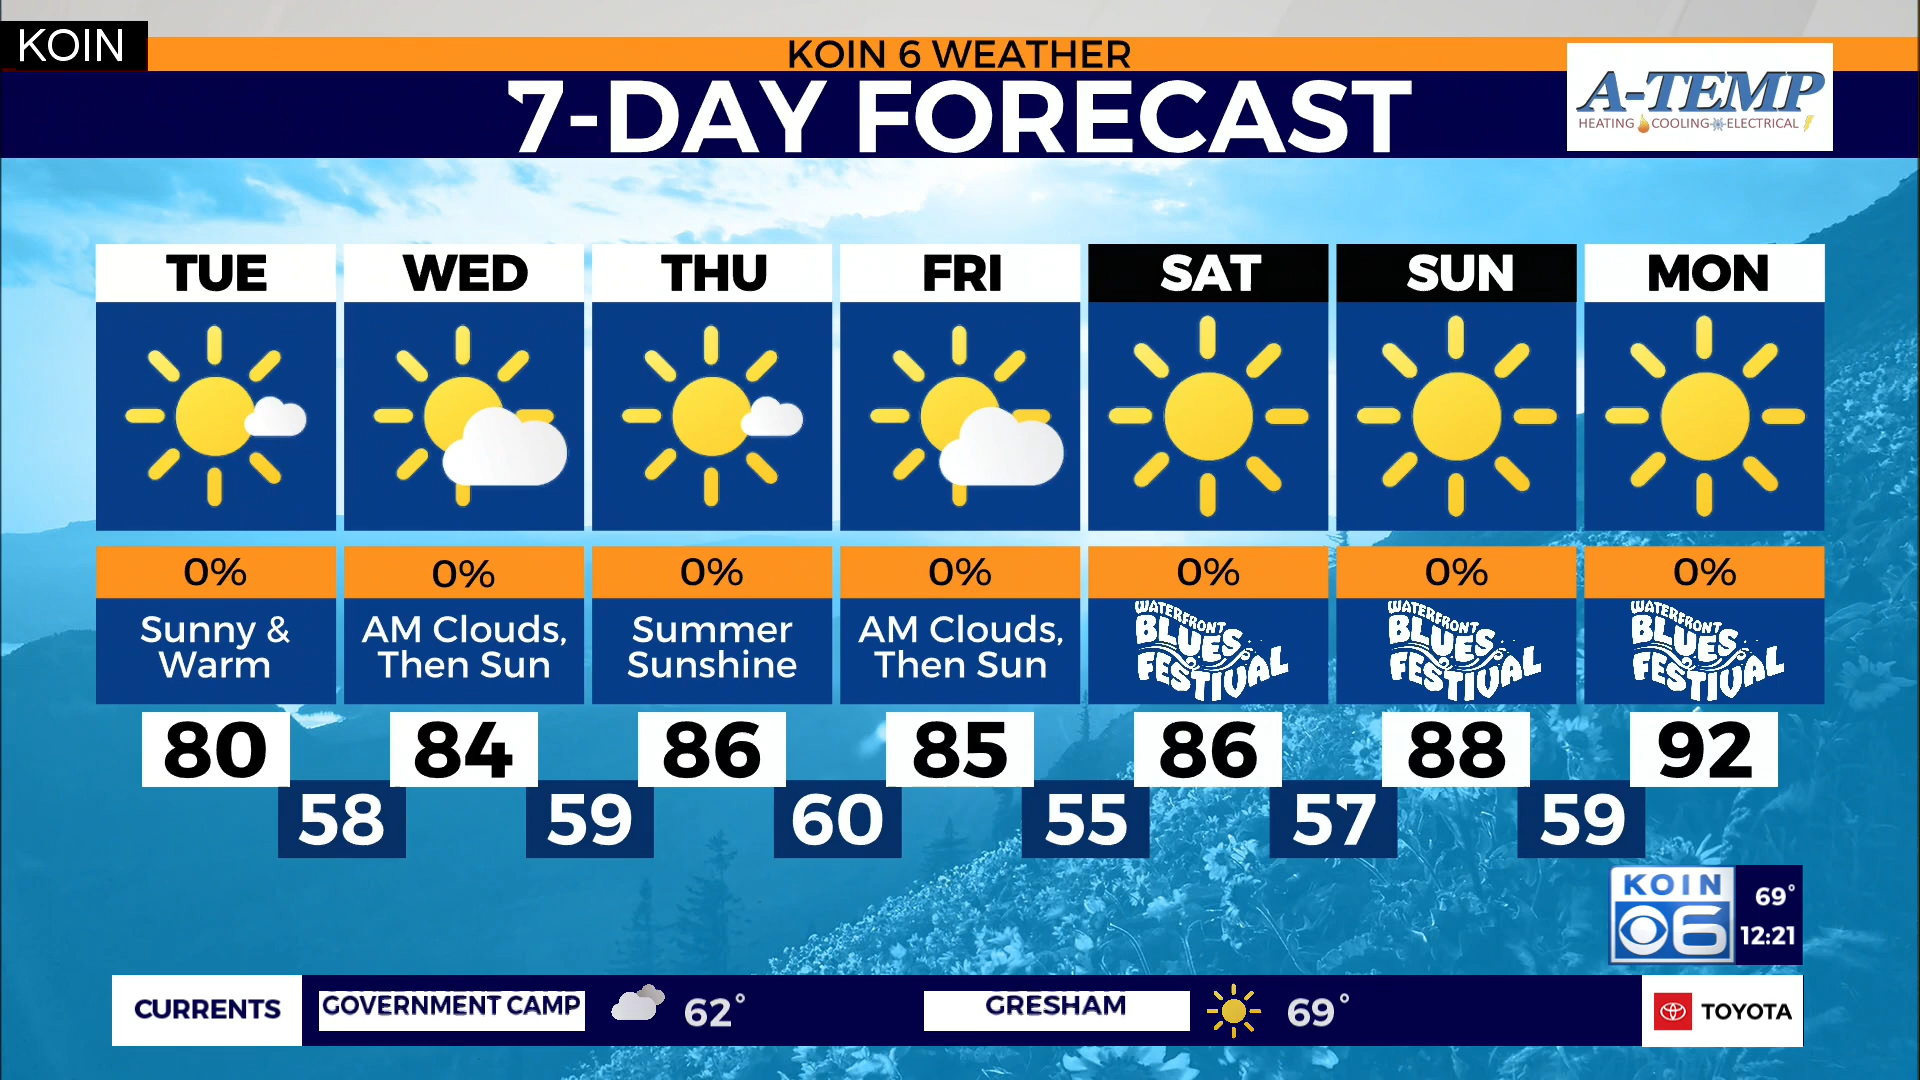 KOIN
KOIN 6 WEATHER
7-DAY FORECAST
A-TEMP
HEATING COOLING ELECTRICAL
TUE WED THU FRI SAT SUN MON
0% 0% 0% 0% 0% 0% 0%
Sunny &
Warm
AM Clouds,
Then Sun
Summer
Sunshine
AM Clouds,
Then Sun
WATERFRONT
BLUES
FESTIVAL
WATERFRONT
BLUES
FESTIVAL
WATERFRONT
BLUES
FESTIVAL
80 84 86 85 86 88 92
58 59 60 55 57 59
KOIN
6
69°
12:21
CURRENTS GOVERNMENT CAMP 62° GRESHAM 69° TOYOTA